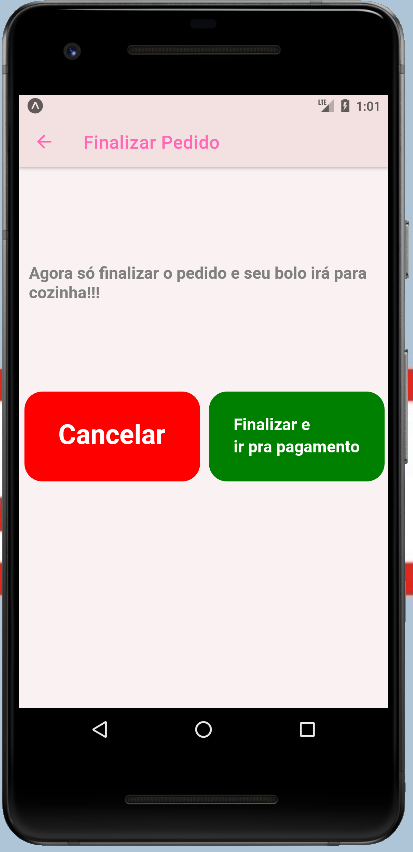 LTE 1:01
Finalizar Pedido
Agora só finalizar o pedido e seu bolo irá para
cozinha!!!
Cancelar
Finalizar e
ir pra pagamento